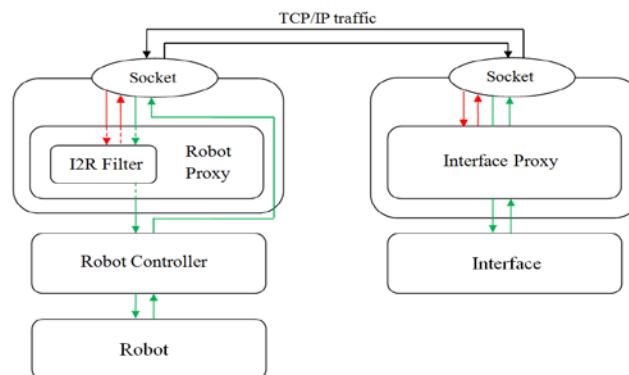 TCP/IP traffic
Socket
Socket
I2R Filter
Robot
Proxy
Interface Proxy
Robot Controller
Interface
Robot